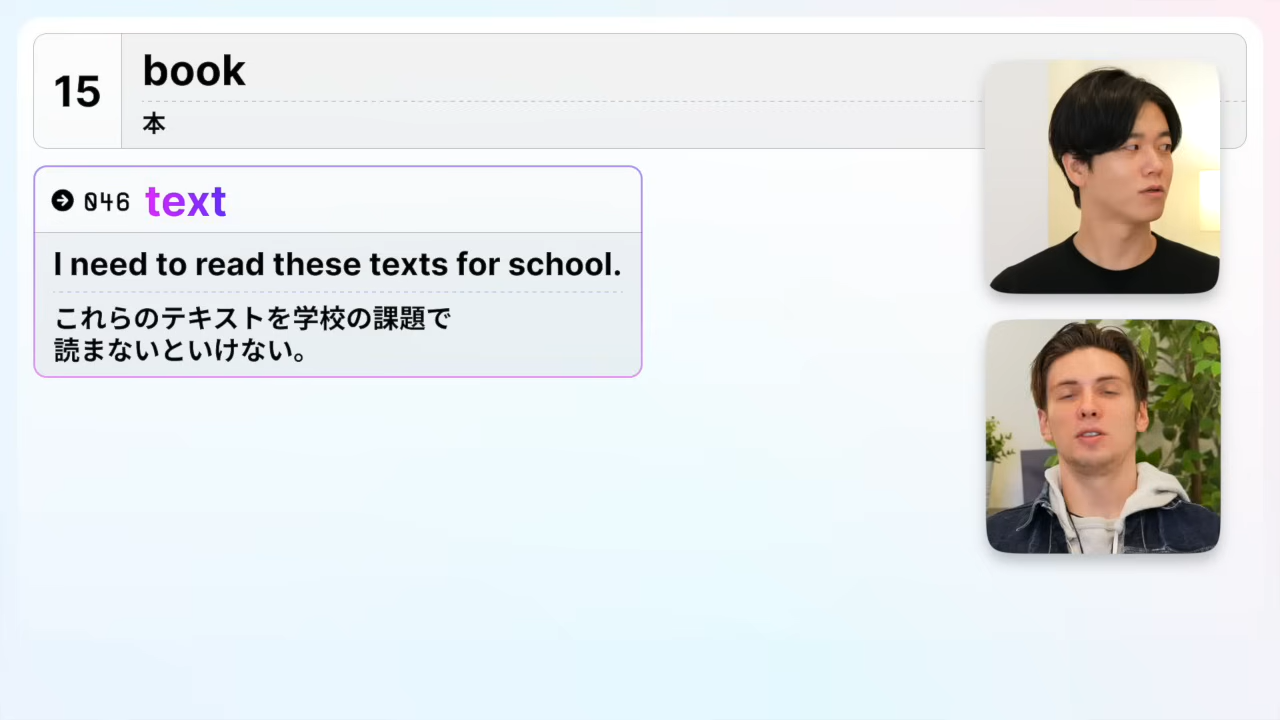 15
book
本
046 text
I need to read these texts for school.
これらのテキストを学校の課題で
読まないといけない。